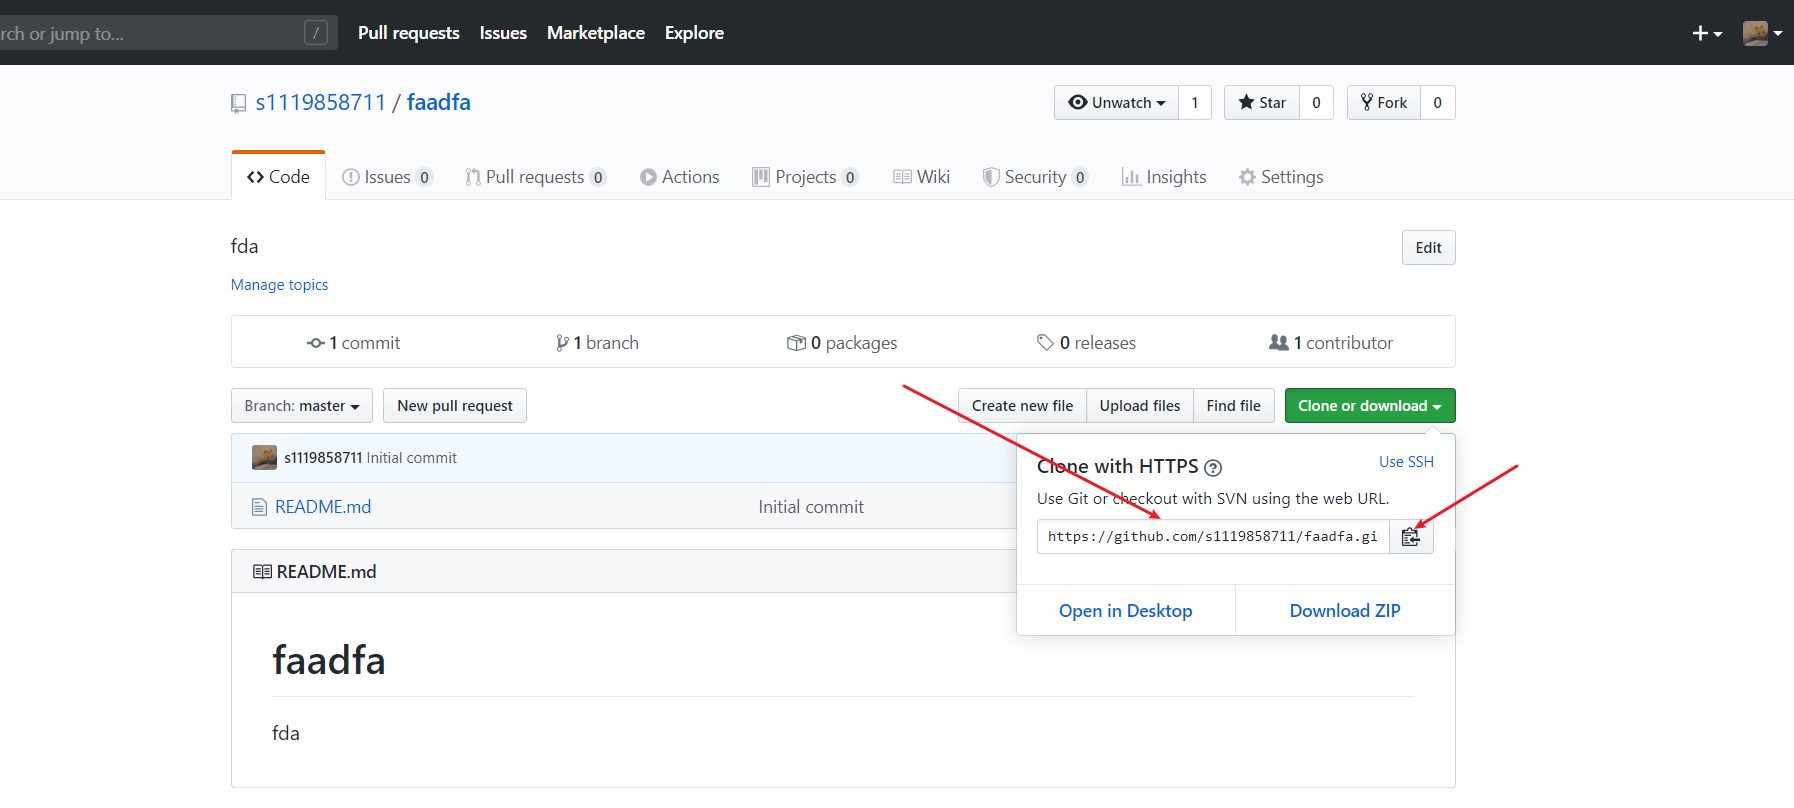 rch or jump to... /
Pull requests Issues Marketplace Explore
s1119858711 / faadfa
Unwatch 1 Star 0 Fork 0
Code Issues 0 Pull requests 0 Actions Projects 0 Wiki Security 0 Insights Settings
fda
Edit
Manage topics
1 commit 1 branch 0 packages 0 releases 1 contributor
Branch: master New pull request Create new file Upload files Find file Clone or download
s1119858711 Initial commit
README.md Initial commit
Clone with HTTPS ? Use SSH
Use Git or checkout with SVN using the web URL.
https://github.com/s1119858711/faadfa.gi
Open in Desktop Download ZIP
README.md
faadfa
fda